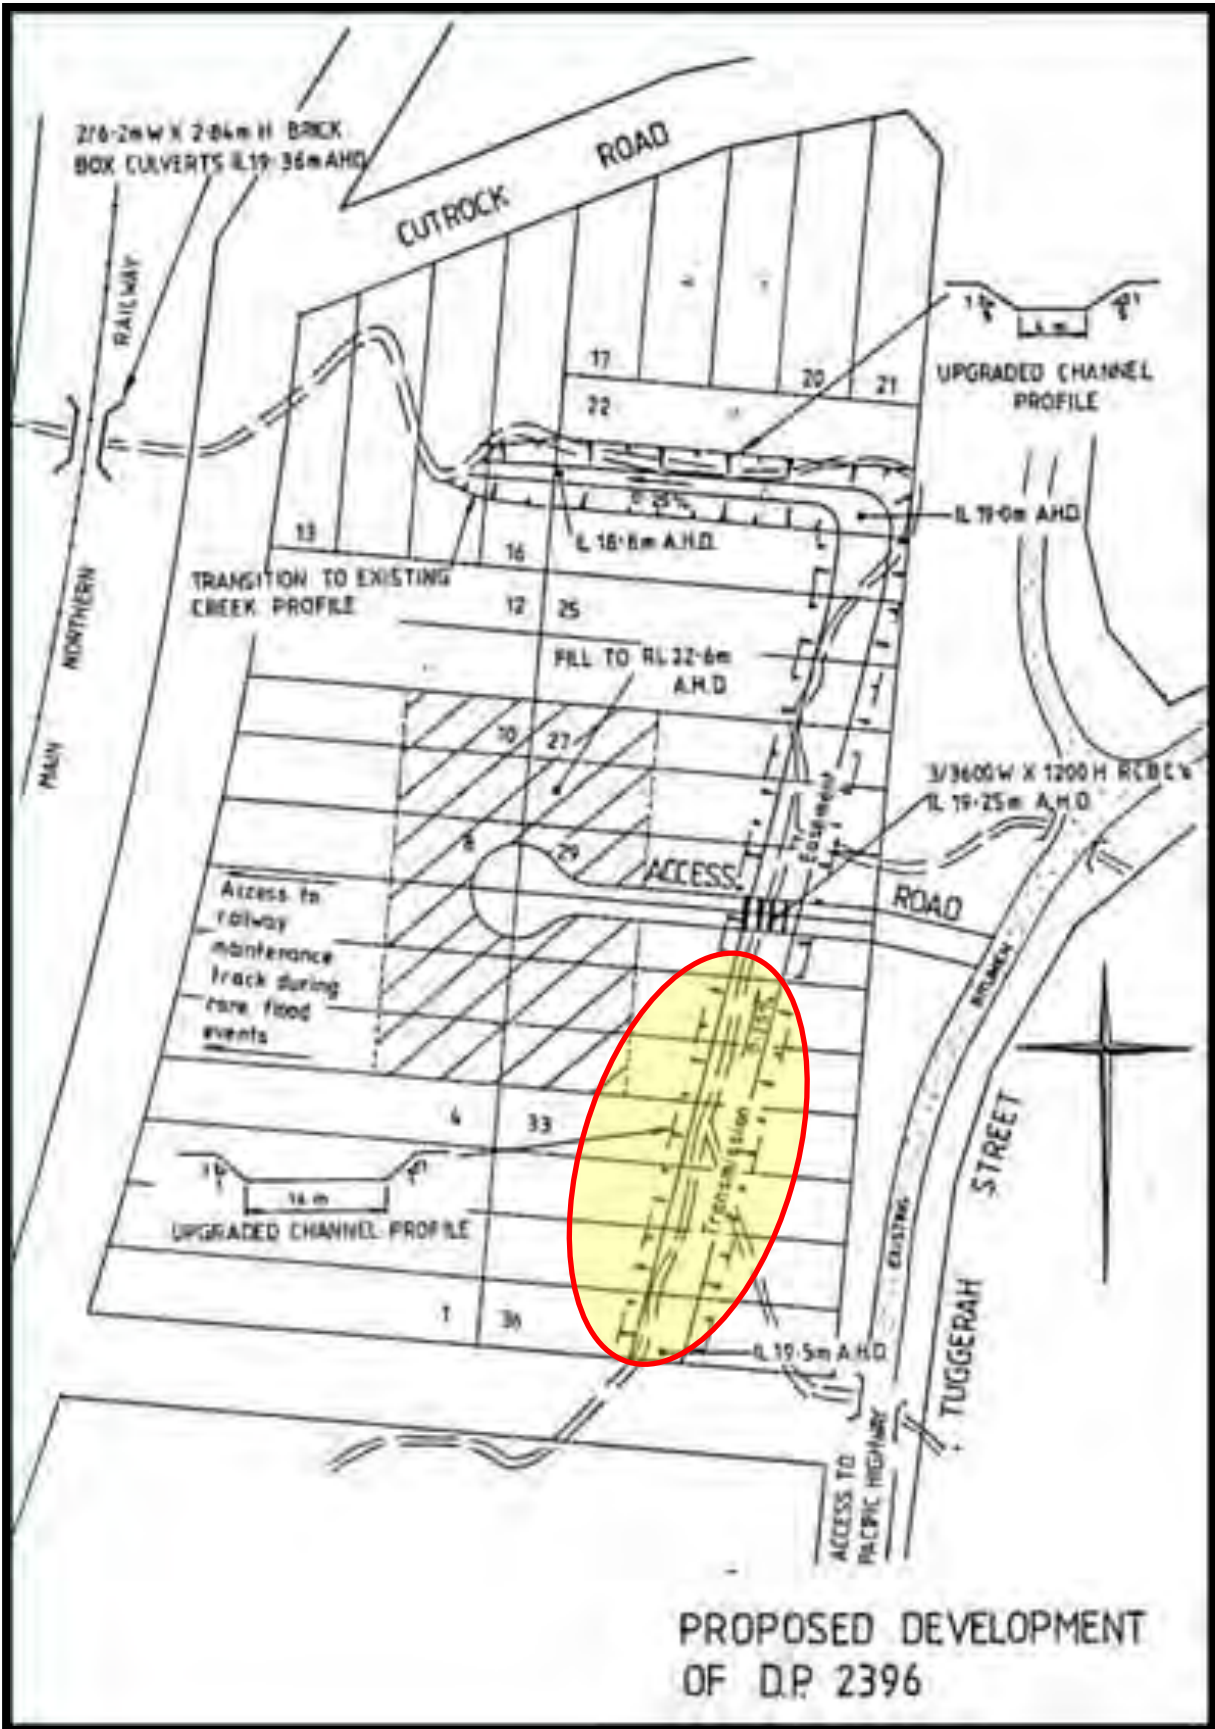 2/6·2m W X 2·84m H BRICK
BOX CULVERTS IL 19·36m AHD
CUTROCK ROAD
RAILWAY
NORTHERN
MAIN
17
20
21
22
UPGRADED CHANNEL
PROFILE
IL 19·0m A.H.D.
IL 18·8m A.H.D.
13
16
TRANSITION TO EXISTING
CREEK PROFILE
12
25
FILL TO RL 22·6m
A.H.D
10
27
3/3600 W X 1200 H RCBC's
IL 19·25m A.H.D.
Easement
8
29
ACCESS
ROAD
Access to
railway
maintenance
track during
rare flood
events
4
33
Transmission
16 m
UPGRADED CHANNEL PROFILE
1
36
IL 19·5m A.H.D.
EXISTING
TUGGERAH
STREET
ACCESS TO
PACIFIC HIGHWAY
PROPOSED DEVELOPMENT
OF D.P. 2396